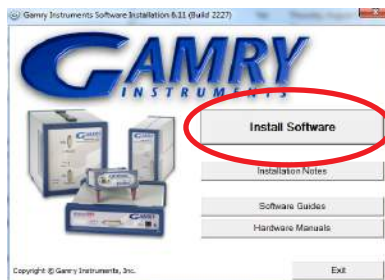 Gamry Instruments Software Installation 6.11 (Build 2227)
GAMRY
INSTRUMENTS
Install Software
Installation Notes
Software Guides
Hardware Manuals
Copyright © Gamry Instruments, Inc.
Exit